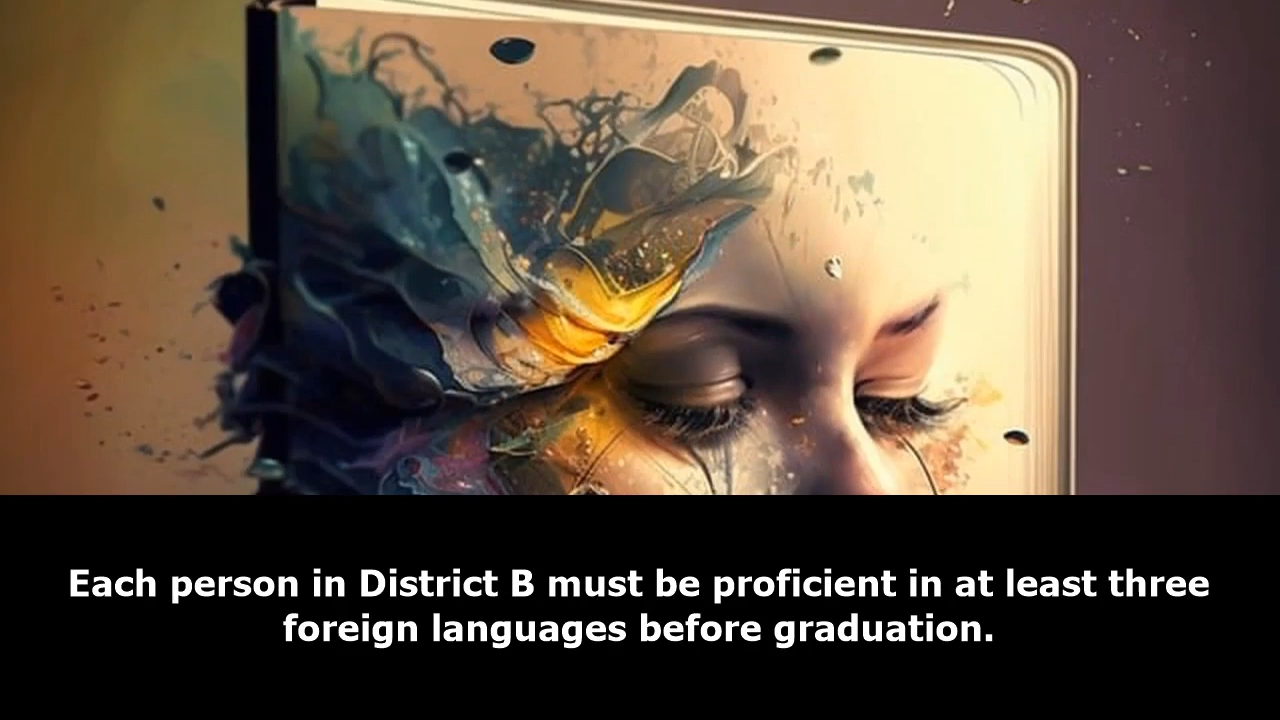 Each person in District B must be proficient in at least three
foreign languages before graduation.